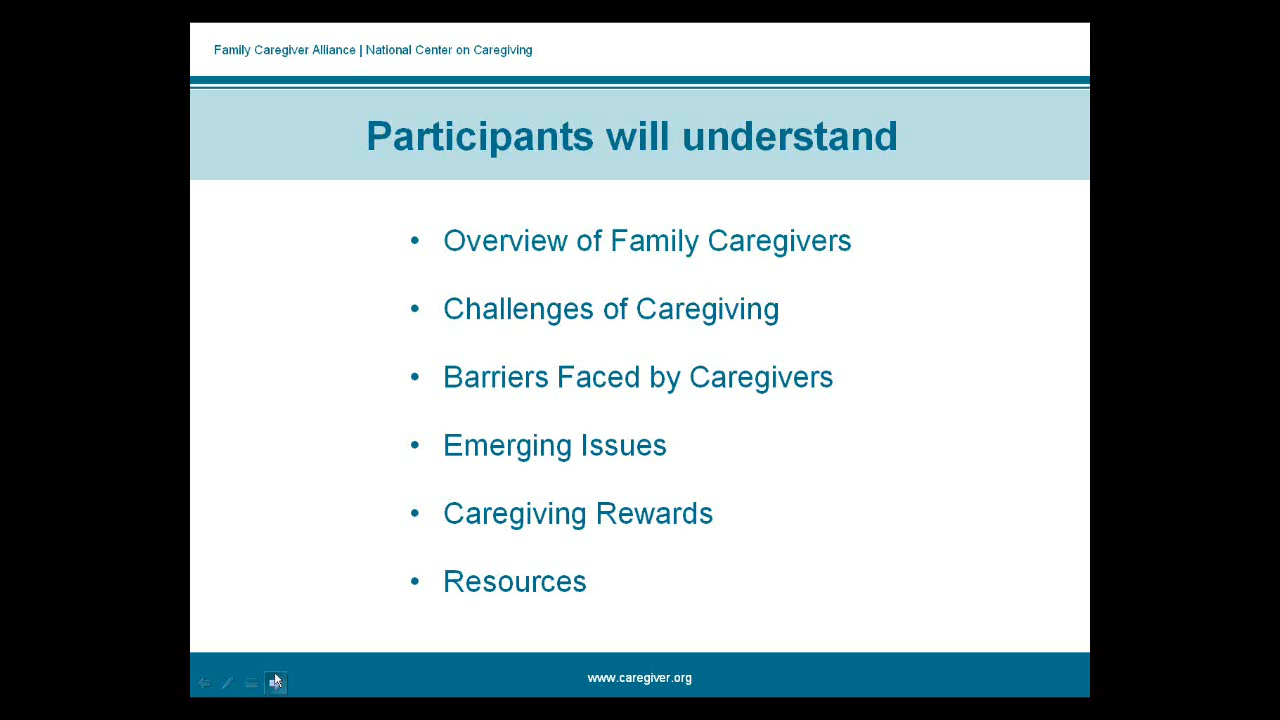 Family Caregiver Alliance | National Center on Caregiving
Participants will understand
• Overview of Family Caregivers
• Challenges of Caregiving
• Barriers Faced by Caregivers
• Emerging Issues
• Caregiving Rewards
• Resources
www.caregiver.org